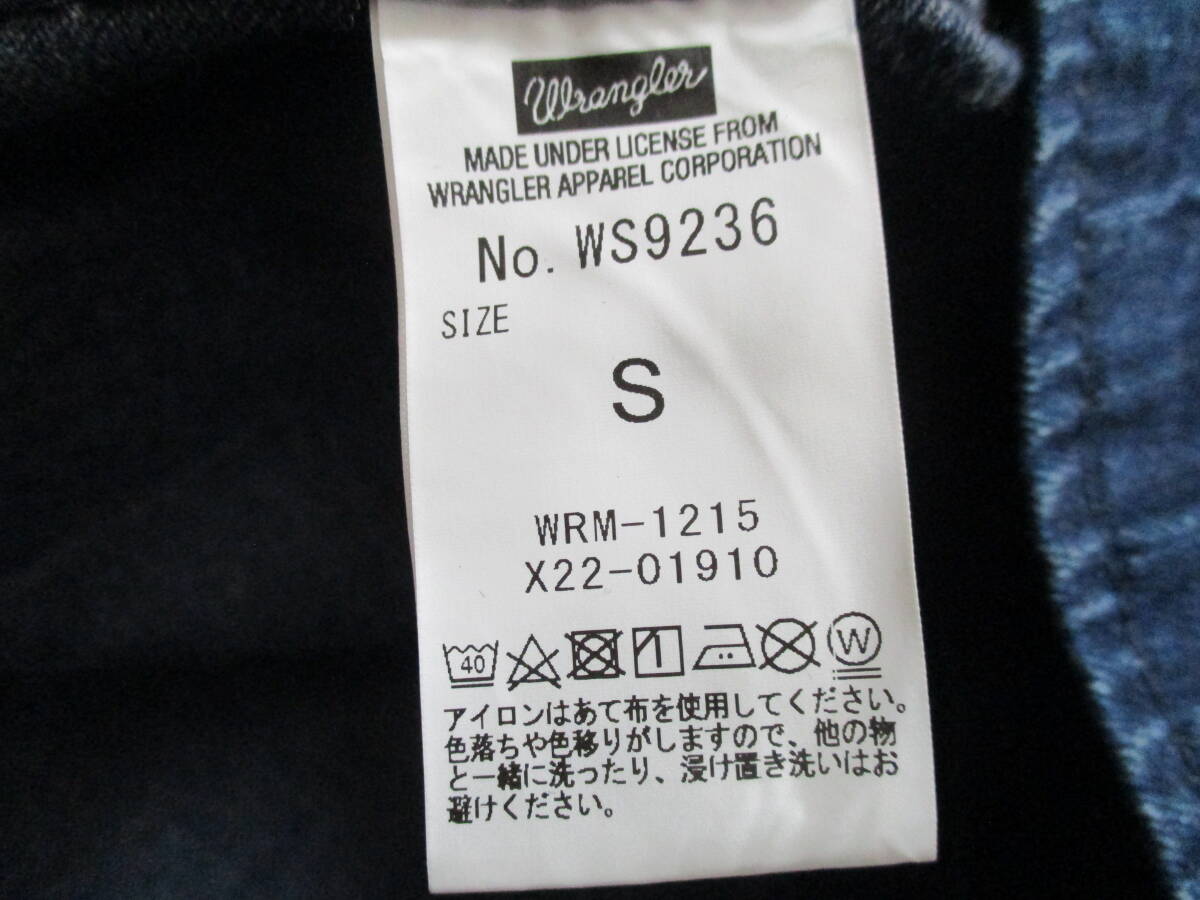 Wrangler
MADE UNDER LICENSE FROM
WRANGLER APPAREL CORPORATION
No. WS9236
SIZE
S
WRM-1215
X22-01910
40 W
アイロンはあて布を使用してください。
色落ちや色移りがしますので、他の物
と一緒に洗ったり、浸け置き洗いはお
避けください。